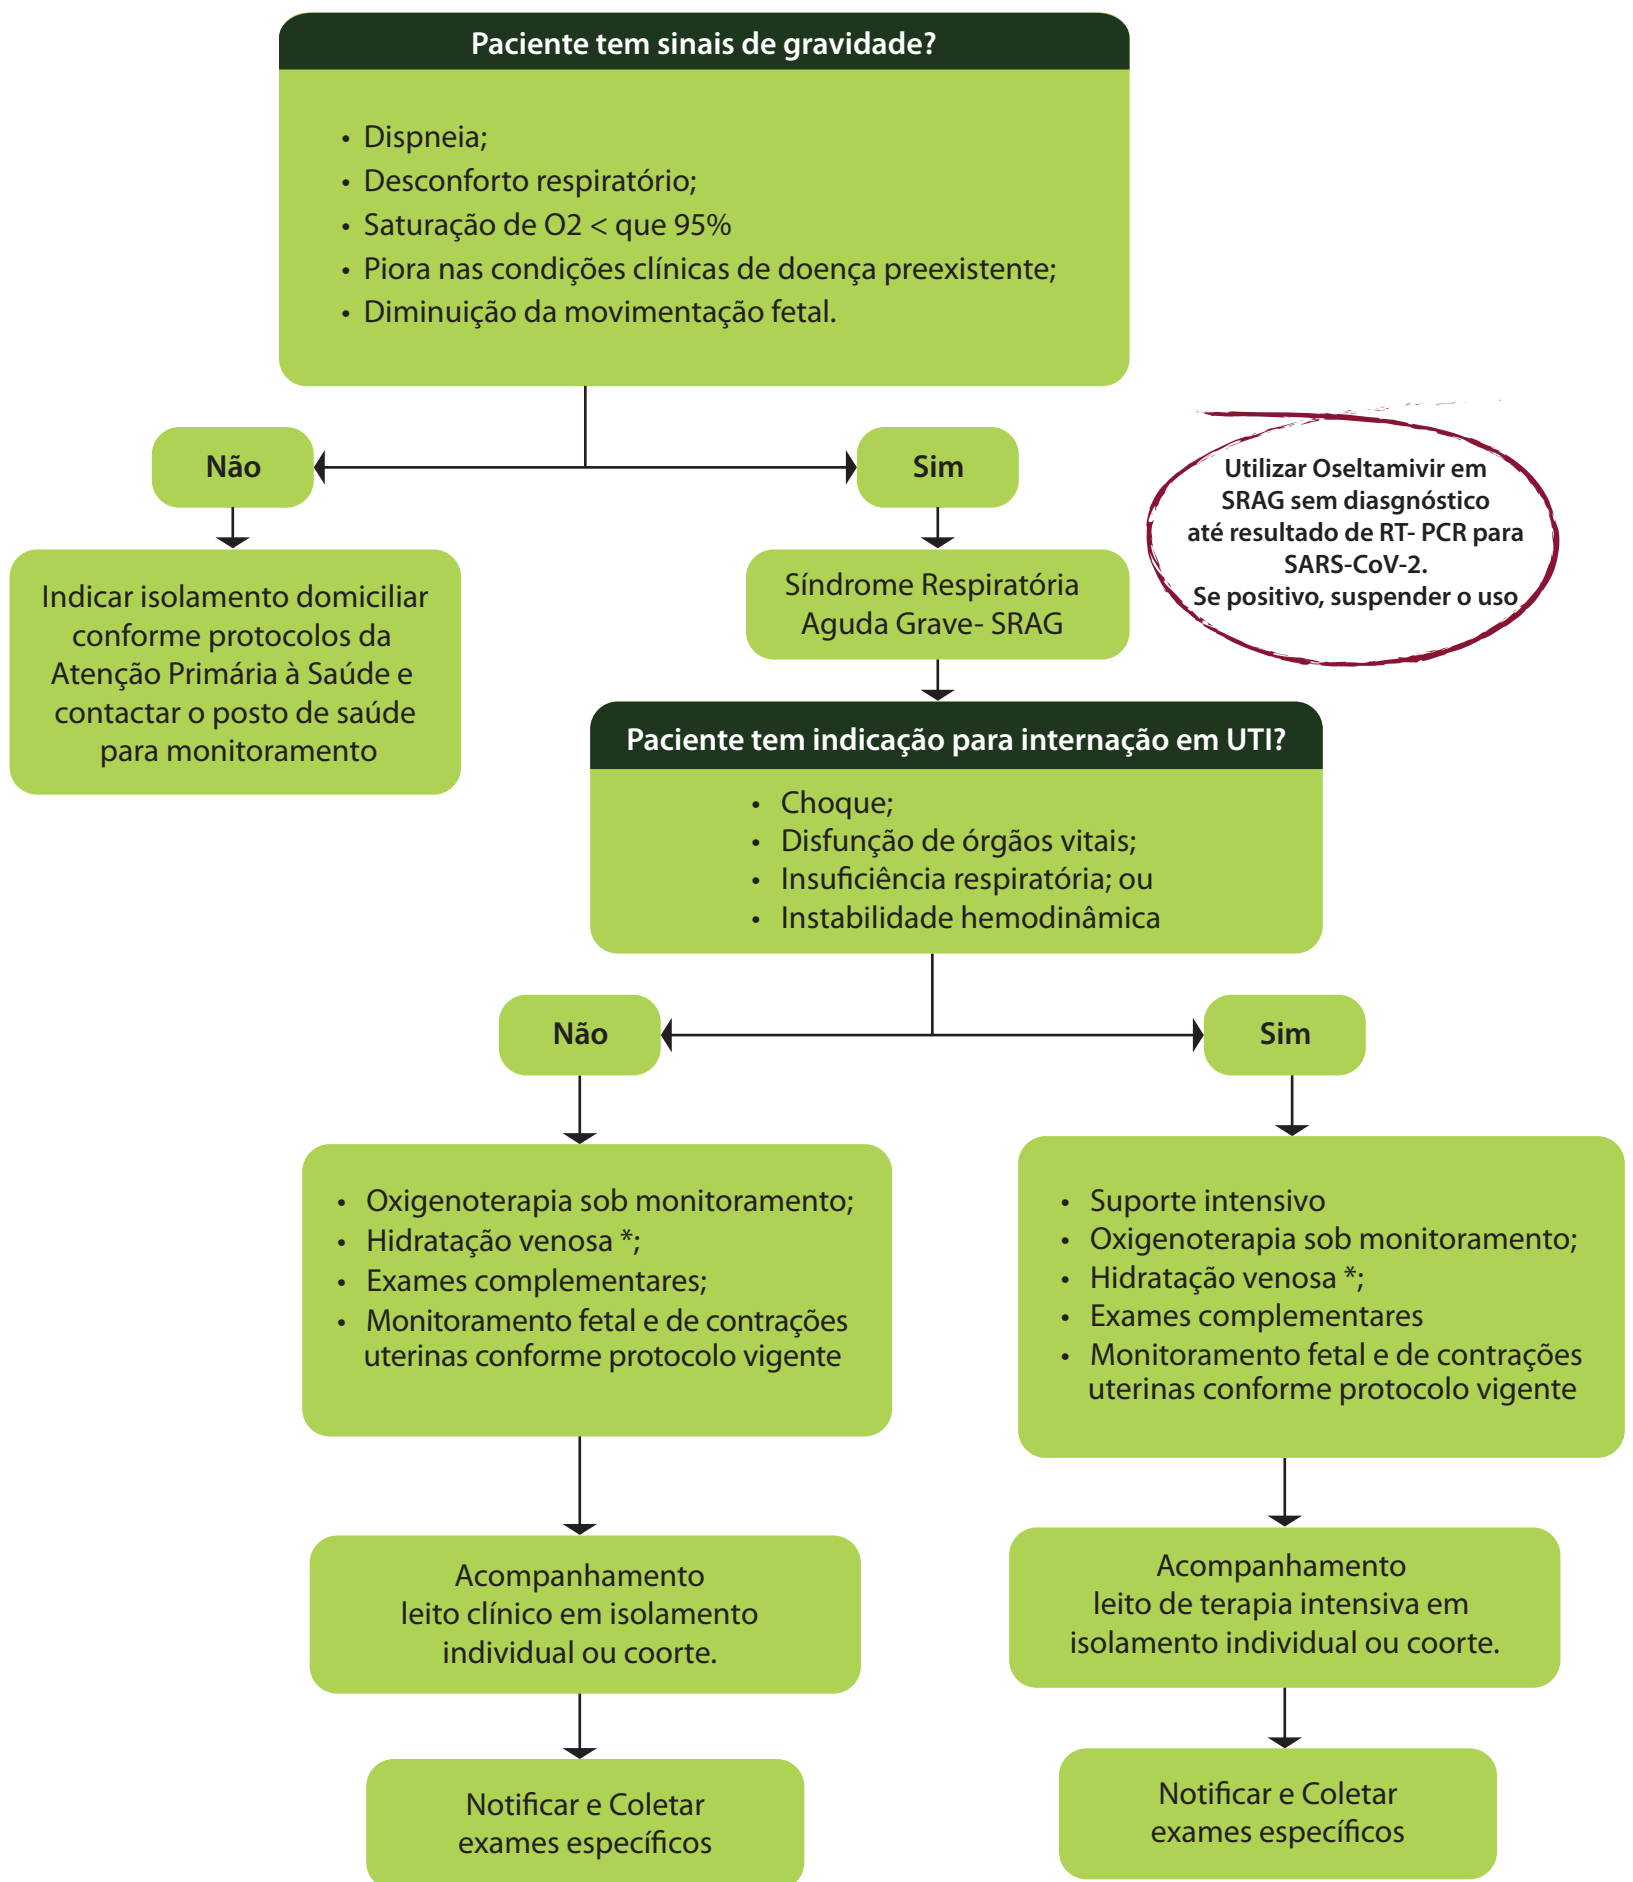 Paciente tem sinais de gravidade?
• Dispneia;
• Desconforto respiratório;
• Saturação de O2 < que 95%
• Piora nas condições clínicas de doença preexistente;
• Diminuição da movimentação fetal.
Não
Sim
Utilizar Oseltamivir em
SRAG sem diasgnóstico
até resultado de RT- PCR para
SARS-CoV-2.
Se positivo, suspender o uso
Indicar isolamento domiciliar
conforme protocolos da
Atenção Primária à Saúde e
contactar o posto de saúde
para monitoramento
Síndrome Respiratória
Aguda Grave- SRAG
Paciente tem indicação para internação em UTI?
• Choque;
• Disfunção de órgãos vitais;
• Insuficiência respiratória; ou
• Instabilidade hemodinâmica
Não
Sim
• Oxigenoterapia sob monitoramento;
• Hidratação venosa *;
• Exames complementares;
• Monitoramento fetal e de contrações
uterinas conforme protocolo vigente
• Suporte intensivo
• Oxigenoterapia sob monitoramento;
• Hidratação venosa *;
• Exames complementares
• Monitoramento fetal e de contrações
uterinas conforme protocolo vigente
Acompanhamento
leito clínico em isolamento
individual ou coorte.
Acompanhamento
leito de terapia intensiva em
isolamento individual ou coorte.
Notificar e Coletar
exames específicos
Notificar e Coletar
exames específicos